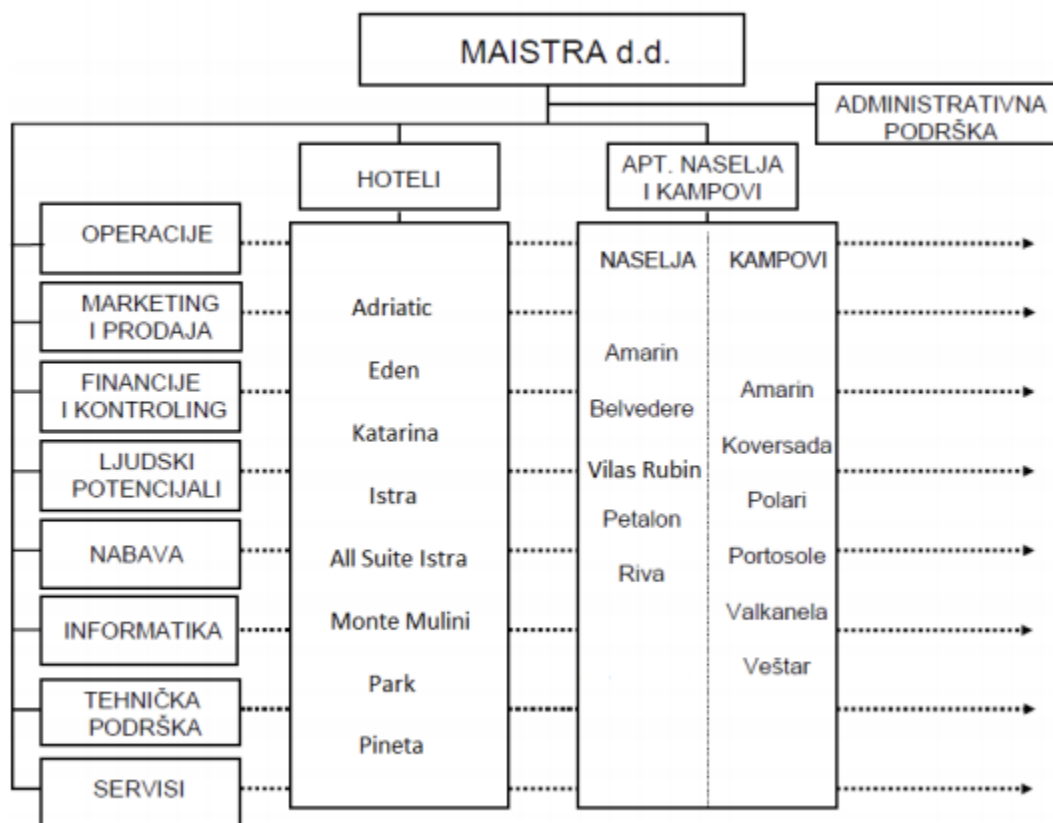 MAISTRA d.d.
ADMINISTRATIVNA
PODRŠKA
HOTELI
APT. NASELJA
I KAMPOVI
OPERACIJE
MARKETING
I PRODAJA
FINANCIJE
I KONTROLING
LJUDSKI
POTENCIJALI
NABAVA
INFORMATIKA
TEHNIČKA
PODRŠKA
SERVISI
Adriatic
Eden
Katarina
Istra
All Suite Istra
Monte Mulini
Park
Pineta
NASELJA
Amarin
Belvedere
Vilas Rubin
Petalon
Riva
KAMPOVI
Amarin
Koversada
Polari
Portosole
Valkanela
Veštar